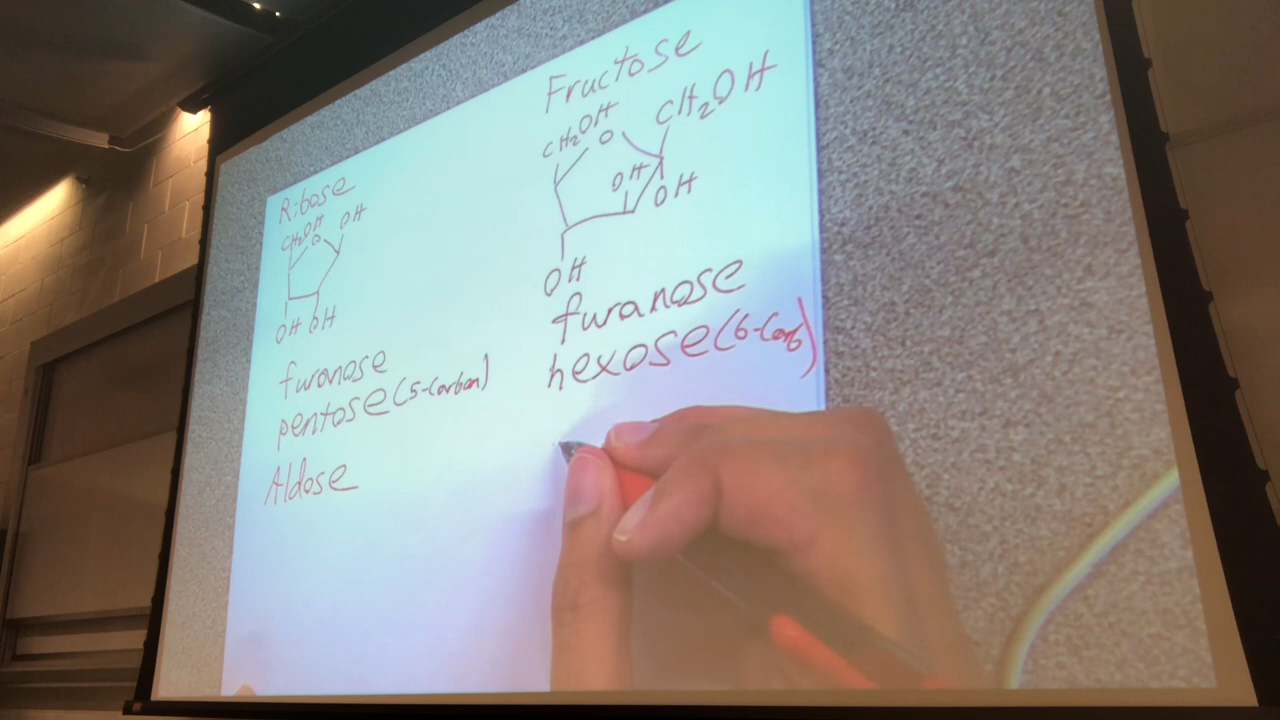 Ribose
CH₂OH O OH
OH OH
furanose
pentose (5-Carbon)
Aldose
Fructose
CH₂OH O CH₂OH
OH OH
OH
furanose
hexose (6-Carb)